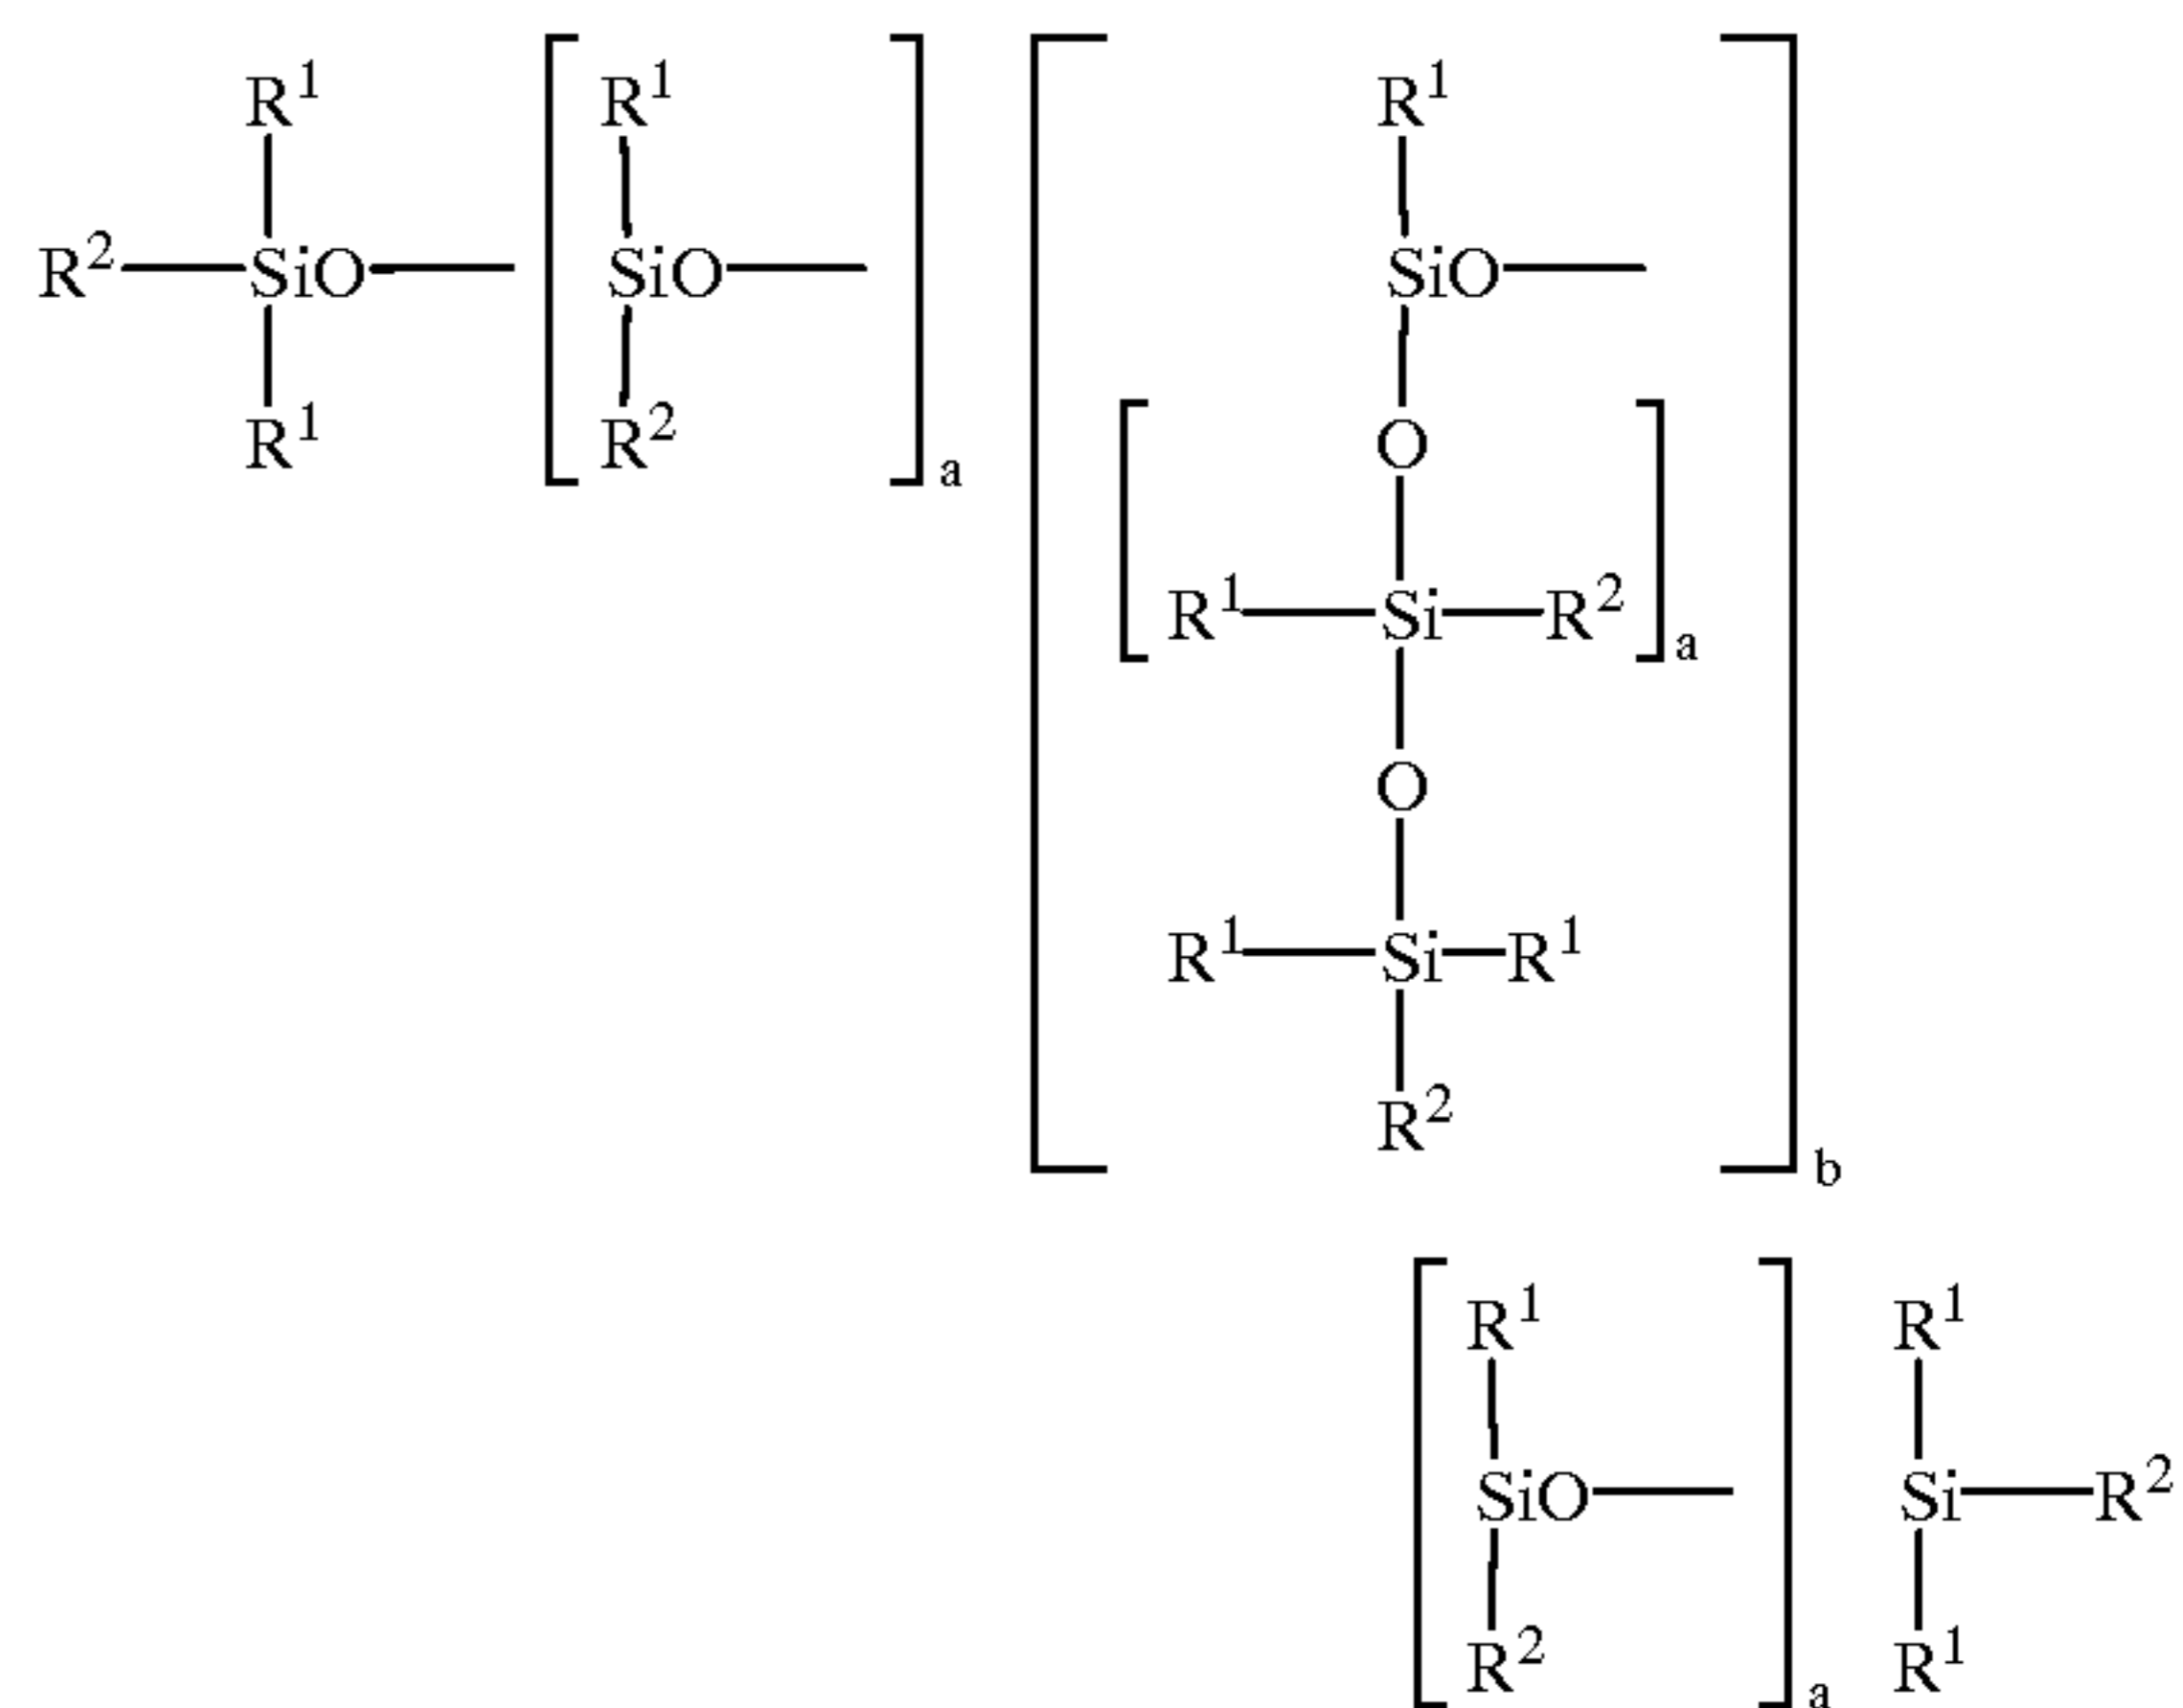 R¹ R¹ R¹
R²—SiO— [ SiO— ]a [ SiO—
R¹ R² O
[ R¹—Si—R² ]a
O
R¹—Si—R¹
R² ]b
R¹ R¹
[ SiO— ]a Si—R²
R² R¹